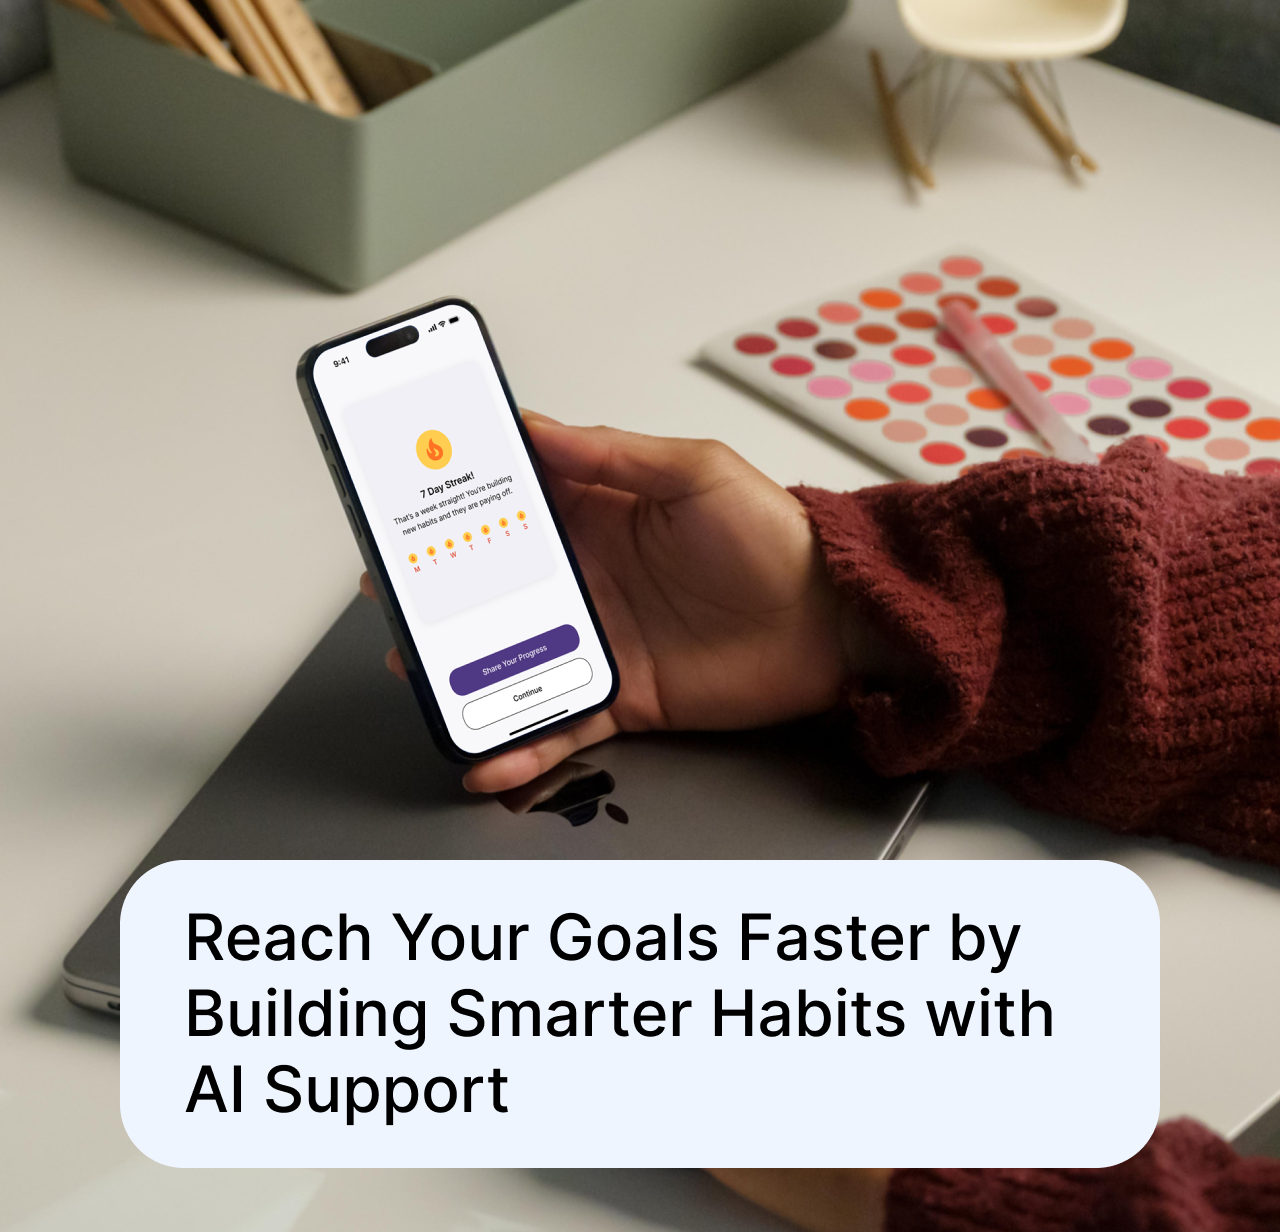 9:41
7 Day Streak!
That's a week straight! You're building
new habits and they are paying off.
M T W T F S S
Share Your Progress
Continue
Reach Your Goals Faster by
Building Smarter Habits with
AI Support